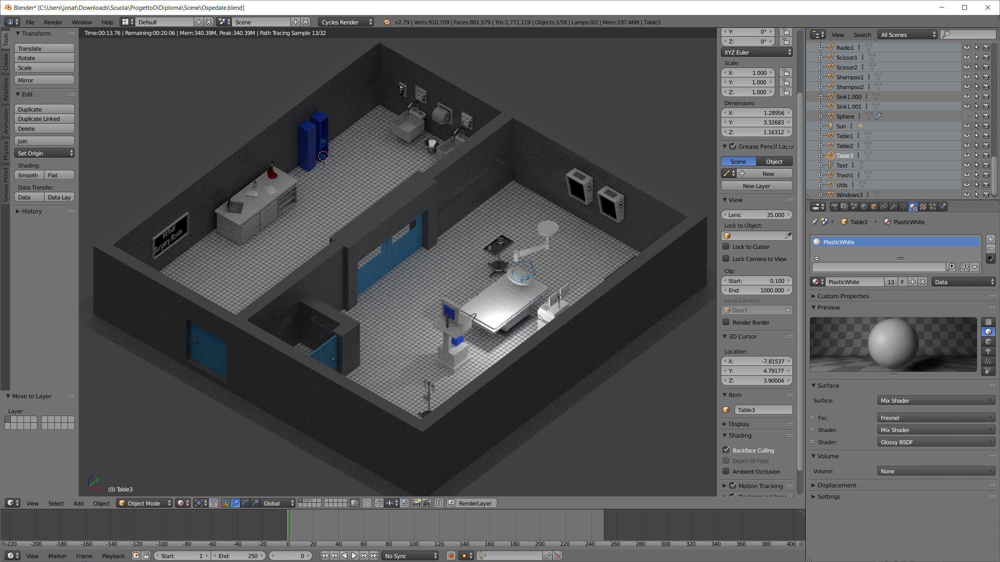 Blender* [C:\Users\jonat\Downloads\Scuola\ProgettoDiDiploma\Scene\Ospedale.blend]
File Render Window Help Default Scene Cycles Render v2.79 | Verts:910,709 | Faces:881,579 | Tris:1,771,119 | Objects:1/58 | Lamps:0/2 | Mem:197.46M | Table3
Tools
Create
Relations
Animation
Physics
Grease Pencil
Transform
Translate
Rotate
Scale
Mirror
Edit
Duplicate
Duplicate Linked
Delete
Join
Set Origin
Shading:
Smooth Flat
Data Transfer:
Data Data Lay
History
Move to Layer
Layer
Time:00:13.76 | Remaining:00:20.06 | Mem:340.39M, Peak:340.39M | Path Tracing Sample 13/32
Virtual
Surgery Room
z
y
(0) Table3
Y: 0°
Z: 0°
XYZ Euler
Scale:
X: 1.000
Y: 1.000
Z: 1.000
Dimensions:
X: 1.28956
Y: 3.32683
Z: 1.16312
Grease Pencil Layer
Scene Object
New
New Layer
View
Lens: 35.000
Lock to Object:
Lock to Cursor
Lock Camera to View
Clip:
Start: 0.100
End: 1000.000
Local Camera:
Door1
Render Border
3D Cursor
Location:
X: -7.81537
Y: 4.79177
Z: 3.90004
Item
Table3
Display
Shading
Backface Culling
Depth Of Field
Ambient Occlusion
Motion Tracking
View Search All Scenes
Radio1
Scissor1
Scissor2
Shampoo1
Shampoo2
Sink1.000
Sink1.001
Sphere
Sun
Table1
Table2
Table3
Text
Trash1
Utils
Windows3
Table3 PlasticWhite
PlasticWhite
PlasticWhite 13 F Data
Custom Properties
Preview
Surface
Surface: Mix Shader
Fac: Fresnel
Shader: Mix Shader
Shader: Glossy BSDF
Volume
Volume: None
Displacement
Settings
View Select Add Object Object Mode Global RenderLayer
-220 -200 -180 -160 -140 -120 -100 -80 -60 -40 -20 0 20 40 60 80 100 120 140 160 180 200 220 240 260 280 300 320 340 360 380 400
View Marker Frame Playback Start: 1 End: 250 0 No Sync